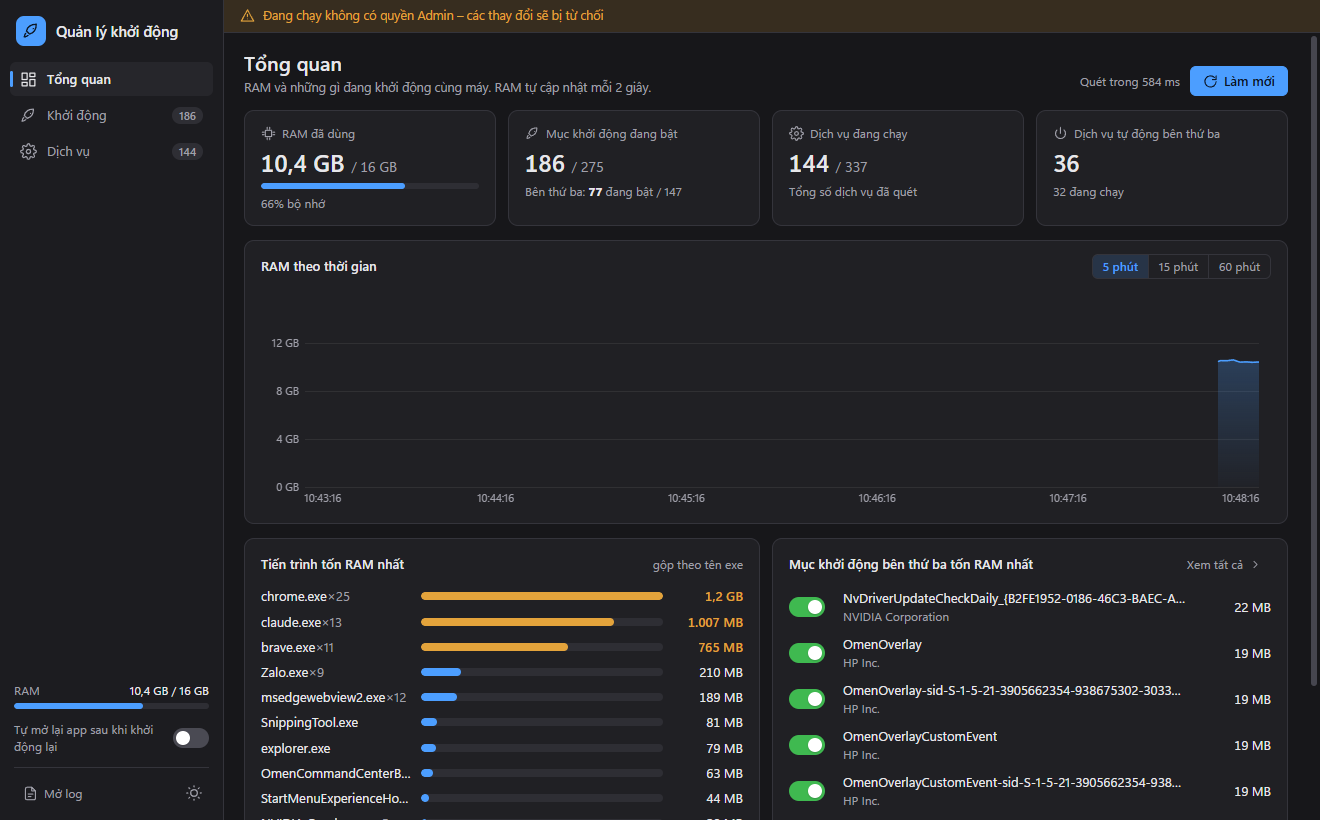 Quản lý khởi động
Tổng quan
Khởi động 186
Dịch vụ 144
RAM 10,4 GB / 16 GB
Tự mở lại app sau khi khởi
động lại
Mở log
Đang chạy không có quyền Admin – các thay đổi sẽ bị từ chối
Tổng quan
RAM và những gì đang khởi động cùng máy. RAM tự cập nhật mỗi 2 giây.
Quét trong 584 ms
Làm mới
RAM đã dùng
10,4 GB / 16 GB
66% bộ nhớ
Mục khởi động đang bật
186 / 275
Bên thứ ba: 77 đang bật / 147
Dịch vụ đang chạy
144 / 337
Tổng số dịch vụ đã quét
Dịch vụ tự động bên thứ ba
36
32 đang chạy
RAM theo thời gian
5 phút 15 phút 60 phút
12 GB
8 GB
4 GB
0 GB
10:43:16 10:44:16 10:45:16 10:46:16 10:47:16 10:48:16
Tiến trình tốn RAM nhất gộp theo tên exe
chrome.exe×25 1,2 GB
claude.exe×13 1.007 MB
brave.exe×11 765 MB
Zalo.exe×9 210 MB
msedgewebview2.exe×12 189 MB
SnippingTool.exe 81 MB
explorer.exe 79 MB
OmenCommandCenterB... 63 MB
StartMenuExperienceHo... 44 MB
Mục khởi động bên thứ ba tốn RAM nhất Xem tất cả
NvDriverUpdateCheckDaily_{B2FE1952-0186-46C3-BAEC-A...
NVIDIA Corporation
22 MB
OmenOverlay
HP Inc.
19 MB
OmenOverlay-sid-S-1-5-21-3905662354-938675302-3033...
HP Inc.
19 MB
OmenOverlayCustomEvent
HP Inc.
19 MB
OmenOverlayCustomEvent-sid-S-1-5-21-3905662354-938...
HP Inc.
19 MB